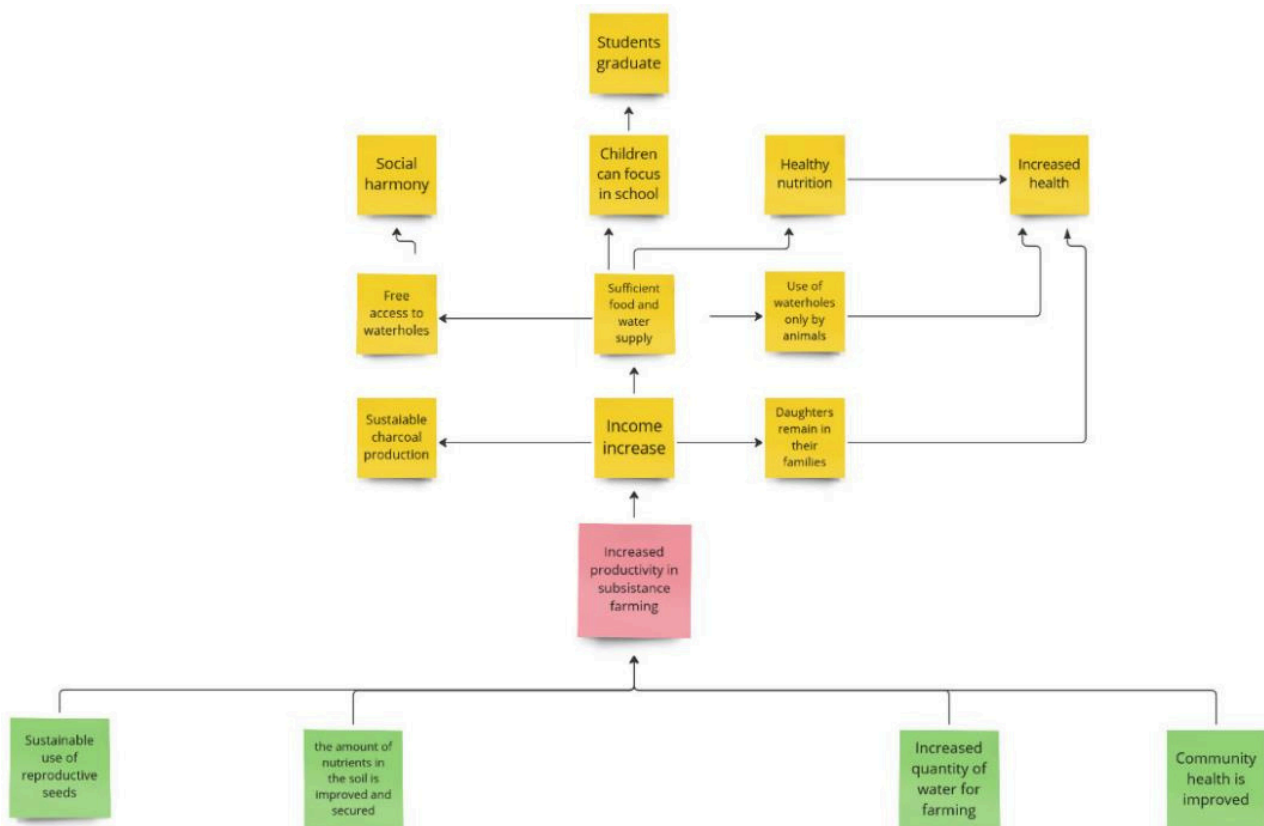 Students
graduate
Social
harmony
Children
can focus
in school
Healthy
nutrition
Increased
health
Free
access to
waterholes
Sufficient
food and
water
supply
Use of
waterholes
only by
animals
Sustaiable
charcoal
production
Income
increase
Daughters
remain in
their
families
Increased
productivity in
subsistance
farming
Sustainable
use of
reproductive
seeds
the amount of
nutrients in
the soil is
improved and
secured
Increased
quantity of
water for
farming
Community
health is
improved